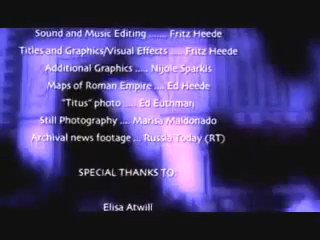 Sound and Music Editing ....... Fritz Heede
Titles and Graphics/Visual Effects ..... Fritz Heede
Additional Graphics ..... Nijole Sparkis
Maps of Roman Empire .... Ed Heede
"Titus" photo ..... Ed Euthman
Still Photography .... Marisa Maldonado
Archival news footage ... Russia Today (RT)
SPECIAL THANKS TO:
Elisa Atwill